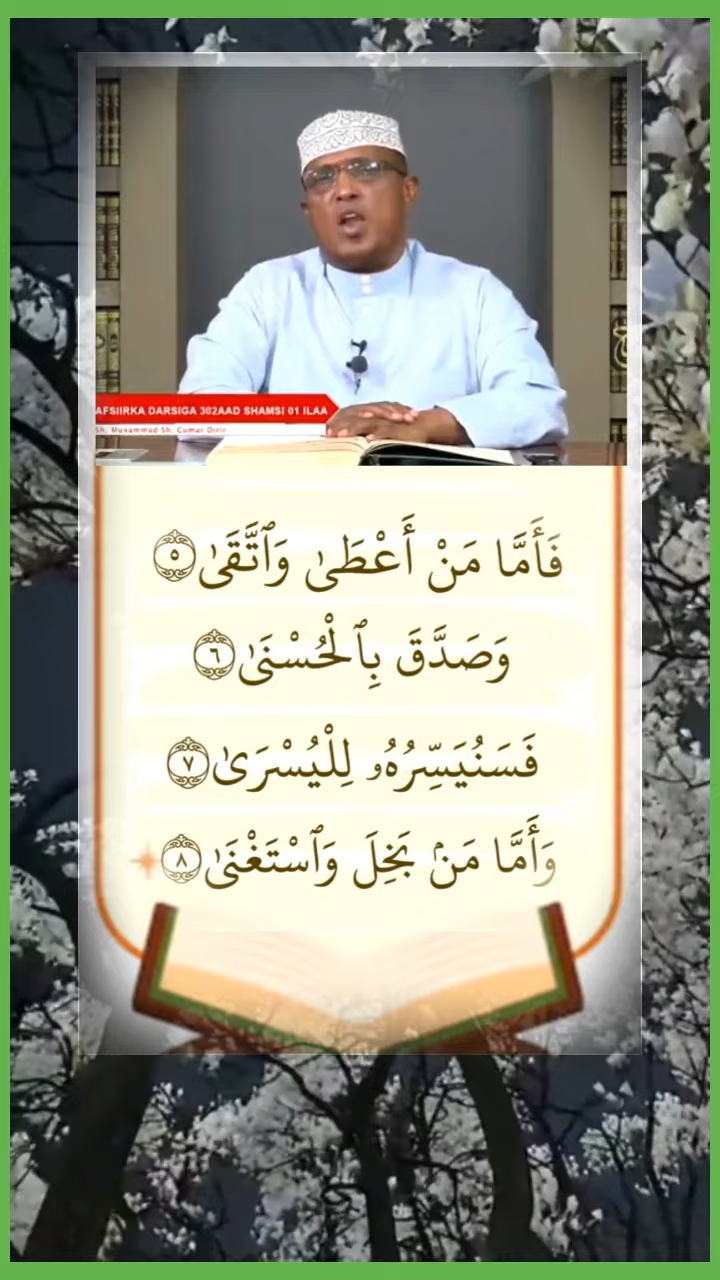 AFSIIRKA DARSIGA 302AAD SHAMSI 01 ILAA
Sh. Muxammad Sh. Cumar Dirir
فَأَمَّا مَنْ أَعْطَىٰ وَٱتَّقَىٰ ٥
وَصَدَّقَ بِٱلْحُسْنَىٰ ٦
فَسَنُيَسِّرُهُۥ لِلْيُسْرَىٰ ٧
وَأَمَّا مَنۢ بَخِلَ وَٱسْتَغْنَىٰ ٨